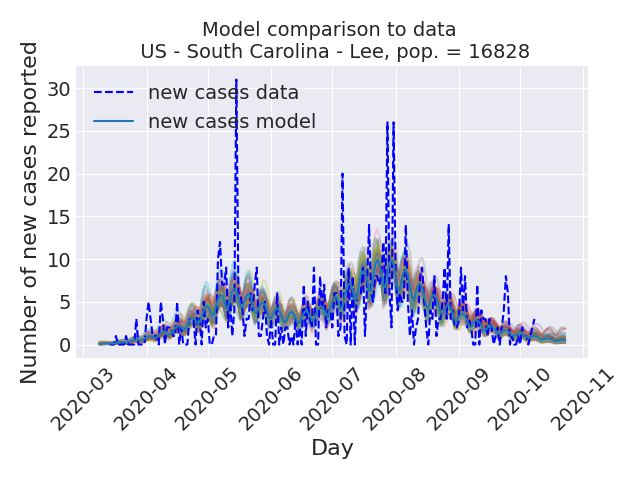 Model comparison to data
US - South Carolina - Lee, pop. = 16828
Number of new cases reported
30
25
20
15
10
5
0
new cases data
new cases model
2020-03
2020-04
2020-05
2020-06
2020-07
2020-08
2020-09
2020-10
2020-11
Day